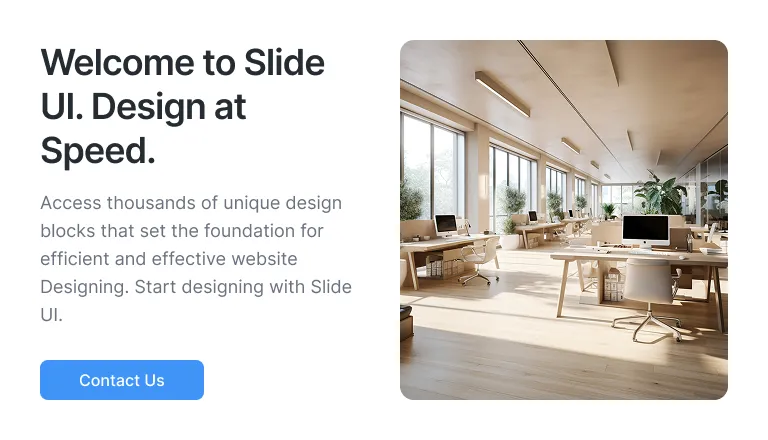 Welcome to Slide
UI. Design at
Speed.
Access thousands of unique design
blocks that set the foundation for
efficient and effective website
Designing. Start designing with Slide
UI.
Contact Us